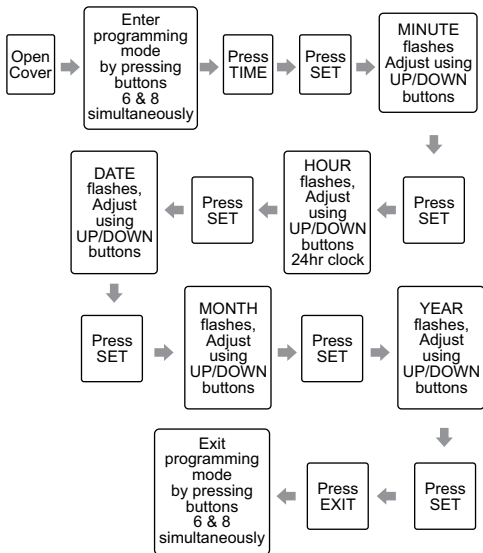 Open
Cover
Enter
programming
mode
by pressing
buttons
6 & 8
simultaneously
Press
TIME
Press
SET
MINUTE
flashes
Adjust using
UP/DOWN
buttons
Press
SET
HOUR
flashes,
Adjust
using
UP/DOWN
buttons
24hr clock
Press
SET
DATE
flashes,
Adjust
using
UP/DOWN
buttons
Press
SET
MONTH
flashes,
Adjust
using
UP/DOWN
buttons
Press
SET
YEAR
flashes,
Adjust
using
UP/DOWN
buttons
Press
SET
Press
EXIT
Exit
programming
mode
by pressing
buttons
6 & 8
simultaneously